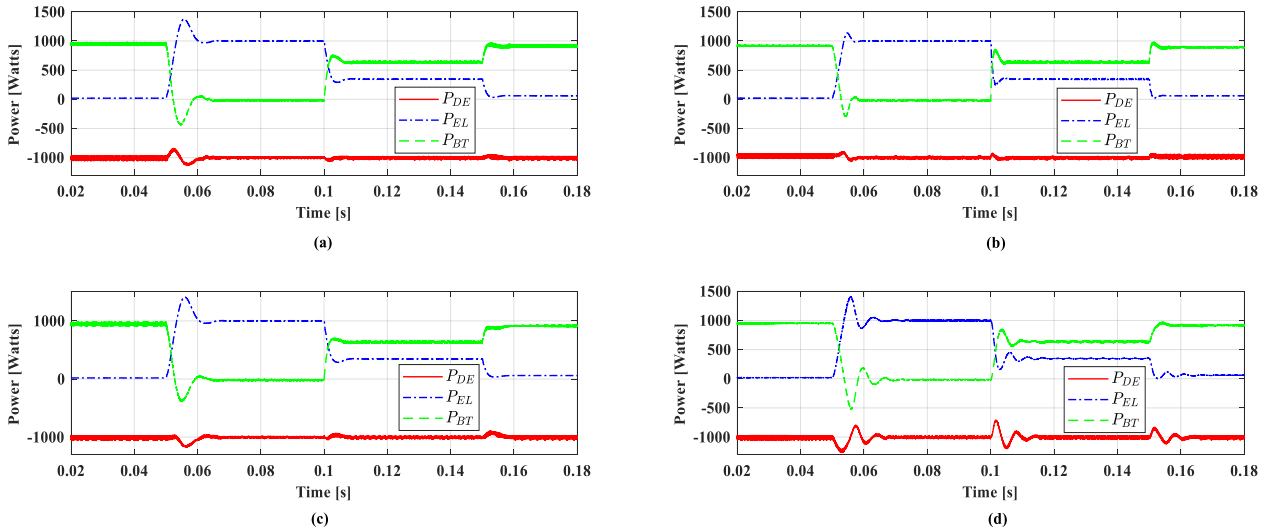 1500
1000
500
0
-500
-1000
Power [Watts]
P_DE
P_EL
P_BT
0.02 0.04 0.06 0.08 0.1 0.12 0.14 0.16 0.18
Time [s]
(a)
1500
1000
500
0
-500
-1000
Power [Watts]
P_DE
P_EL
P_BT
0.02 0.04 0.06 0.08 0.1 0.12 0.14 0.16 0.18
Time [s]
(b)
1000
0
-1000
Power [Watts]
P_DE
P_EL
P_BT
0.02 0.04 0.06 0.08 0.1 0.12 0.14 0.16 0.18
Time [s]
(c)
1500
1000
500
0
-500
-1000
Power [Watts]
P_DE
P_EL
P_BT
0.02 0.04 0.06 0.08 0.1 0.12 0.14 0.16 0.18
Time [s]
(d)